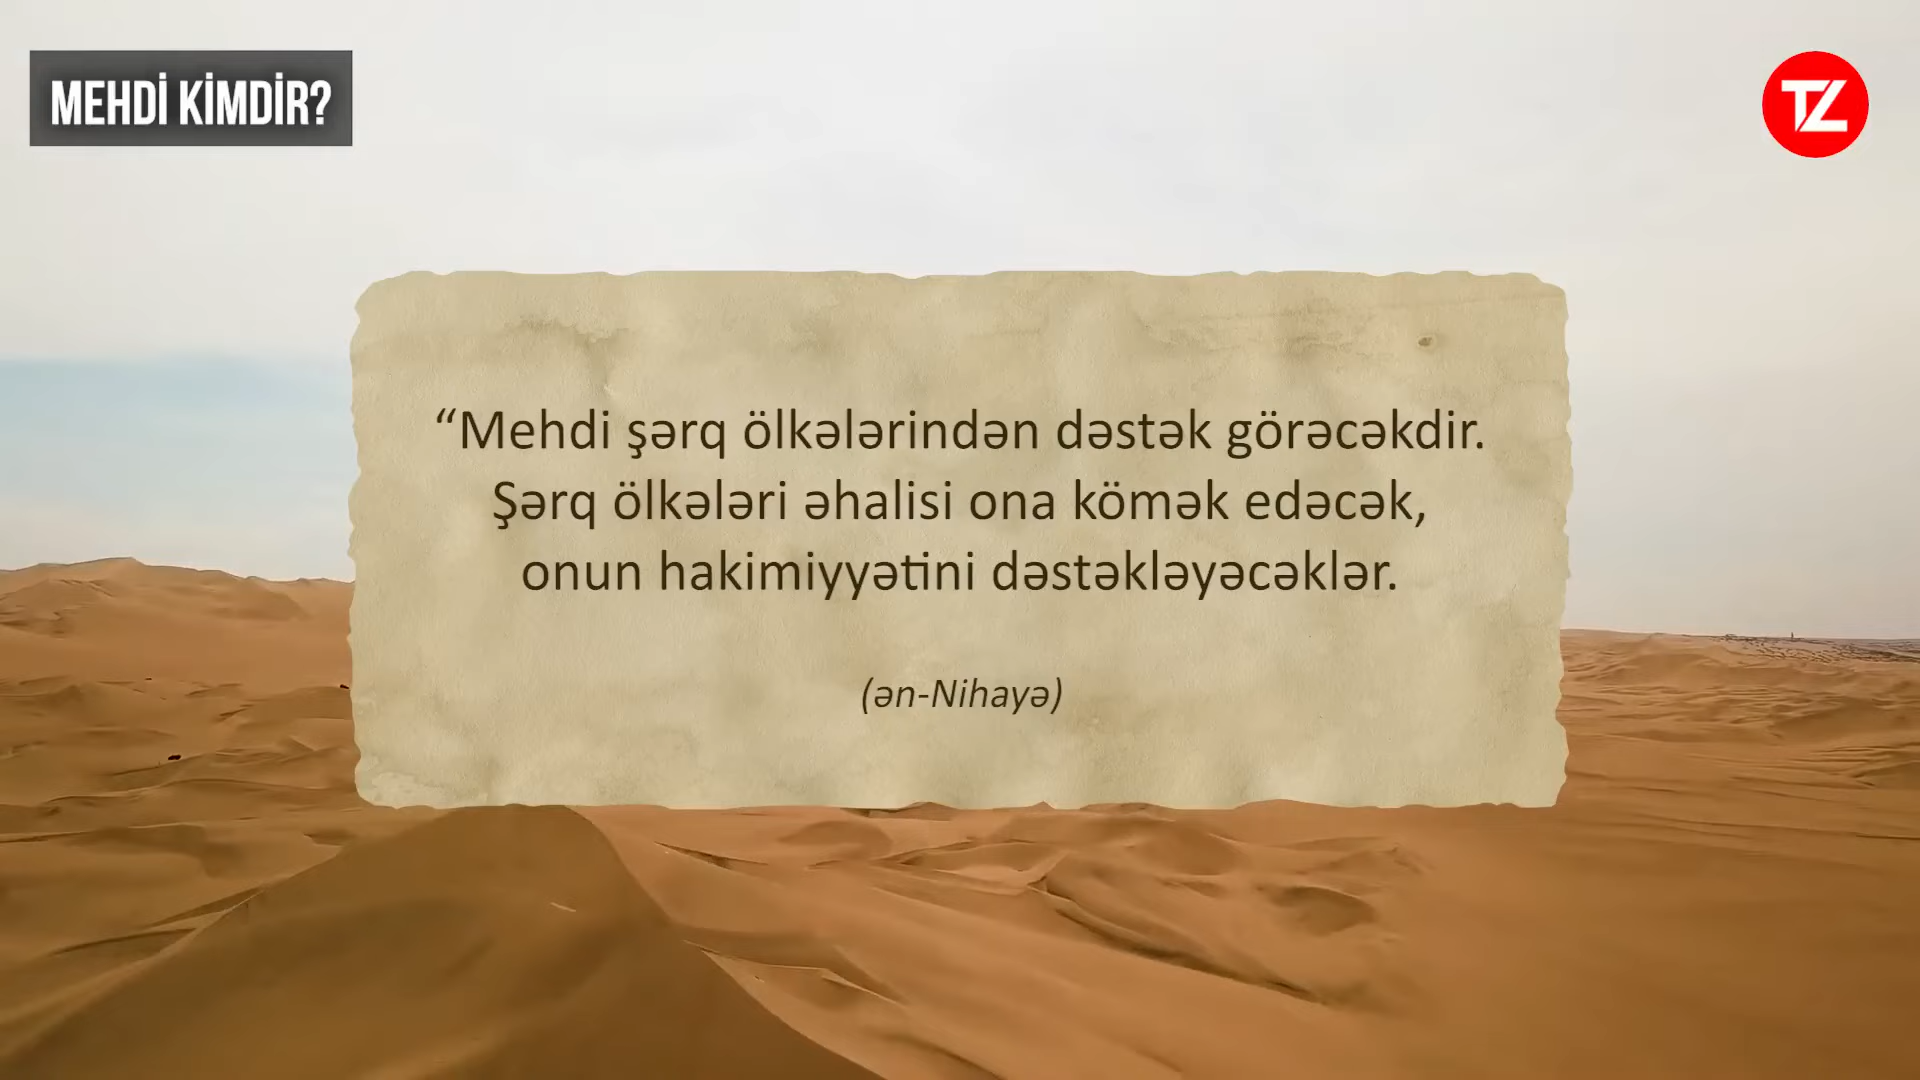 MEHDİ KİMDİR?
TZ
“Mehdi şərq ölkələrindən dəstək görəcəkdir.
Şərq ölkələri əhalisi ona kömək edəcək,
onun hakimiyyətini dəstəkləyəcəklər.
(ən-Nihayə)